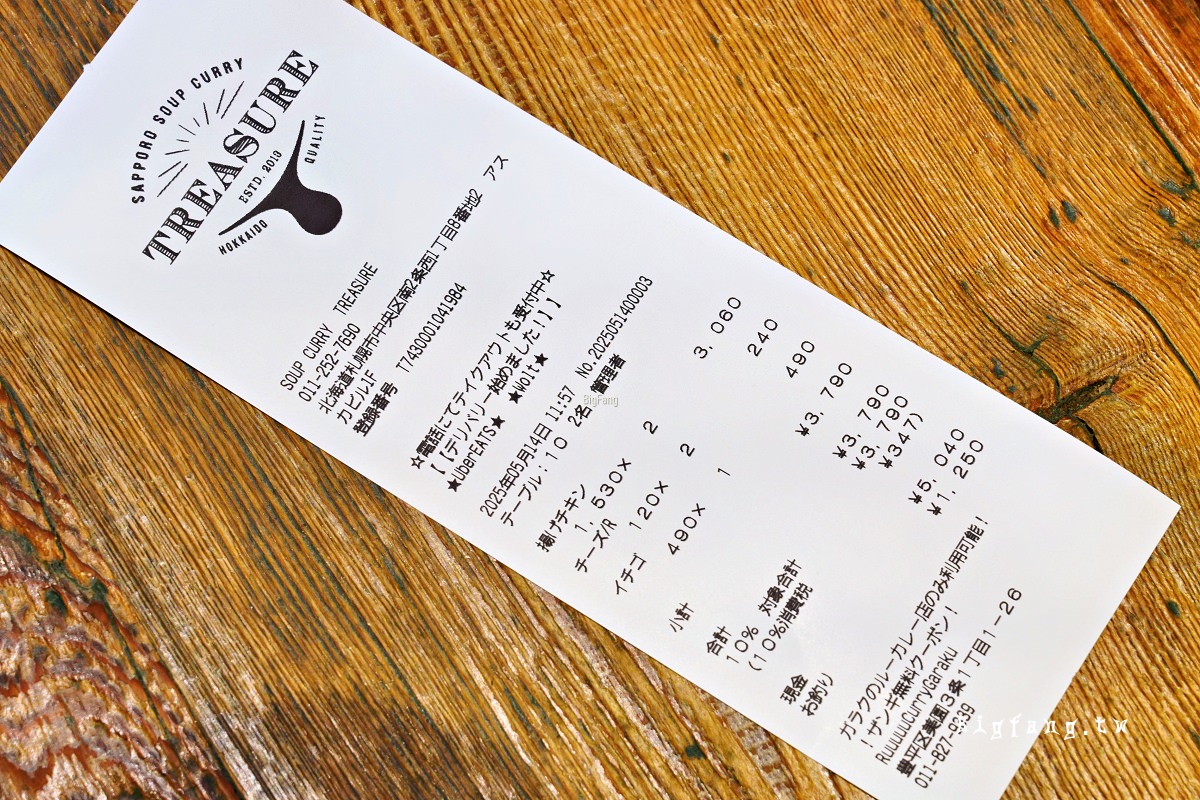 SAPPORO SOUP CURRY
TREASURE
ESTD. 2019
HOKKAIDO QUALITY
SOUP CURRY TREASURE
011-252-7690
北海道札幌市中央区南2条西1丁目8番地2 アス
カビル1F
登録番号 T7430001041984
☆電話にてテイクアウトも受付中☆
【【デリバリー始めました!】】
★UberEATS★ ★Wolt★
2025年05月14日 11:57 No.2025051400003
テーブル:10 2名 管理者
揚げチキン
1,530× 2 3,060
チーズ/R
120× 2 240
イチゴ
490× 1 490
小計 ¥3,790
合計 ¥3,790
10% 対象合計 ¥3,790
(10%消費税 ¥347)
現金 ¥5,040
お釣り ¥1,250
ガラクのルーカレー店のみ利用可能!
!ザンギ無料クーポン!
RuuuuuCurryGaraku
豊平区美園3条1丁目1-26
011-827-9939
BigFang
Bigfang.tw